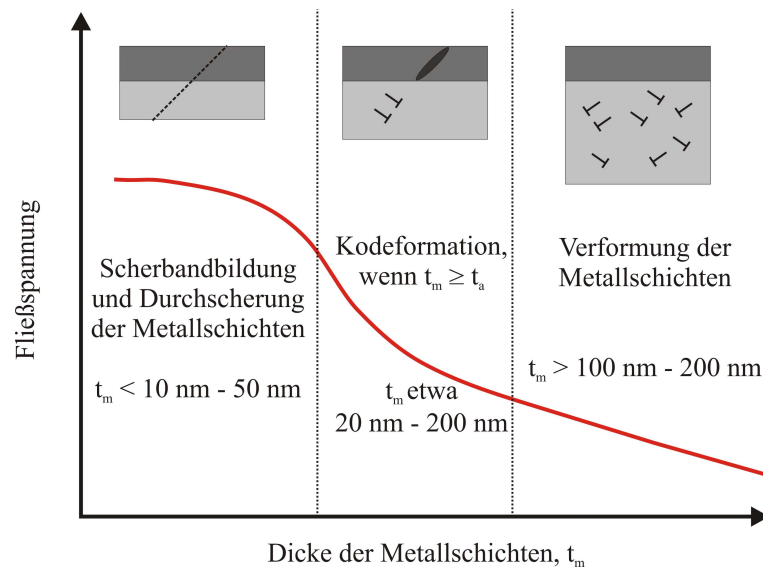 Fließspannung
Scherbandbildung
und Durchscherung
der Metallschichten
t_m < 10 nm - 50 nm
Kodeformation,
wenn t_m ≥ t_a
t_m etwa
20 nm - 200 nm
Verformung der
Metallschichten
t_m > 100 nm - 200 nm
Dicke der Metallschichten, t_m